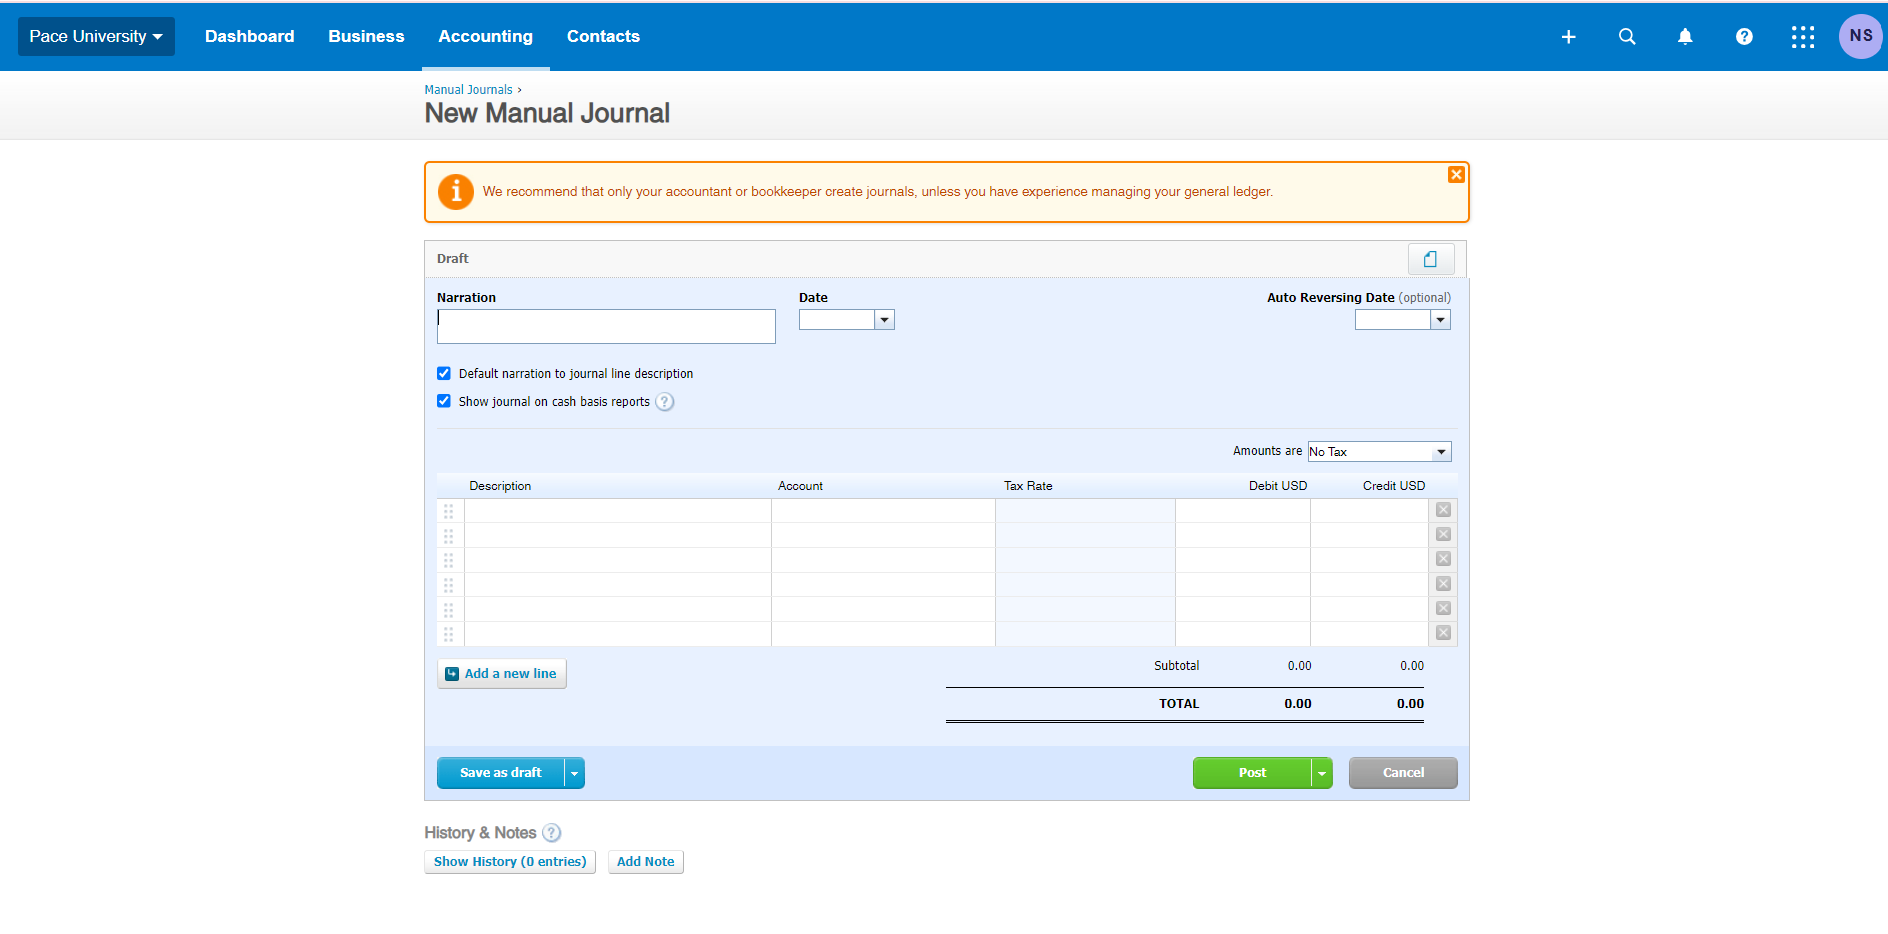 Pace University Dashboard Business Accounting Contacts NS
Manual Journals ›
New Manual Journal
We recommend that only your accountant or bookkeeper create journals, unless you have experience managing your general ledger.
Draft
Narration Date Auto Reversing Date (optional)
Default narration to journal line description
Show journal on cash basis reports ?
Amounts are No Tax
Description Account Tax Rate Debit USD Credit USD
Add a new line
Subtotal 0.00 0.00
TOTAL 0.00 0.00
Save as draft Post Cancel
History & Notes ?
Show History (0 entries) Add Note